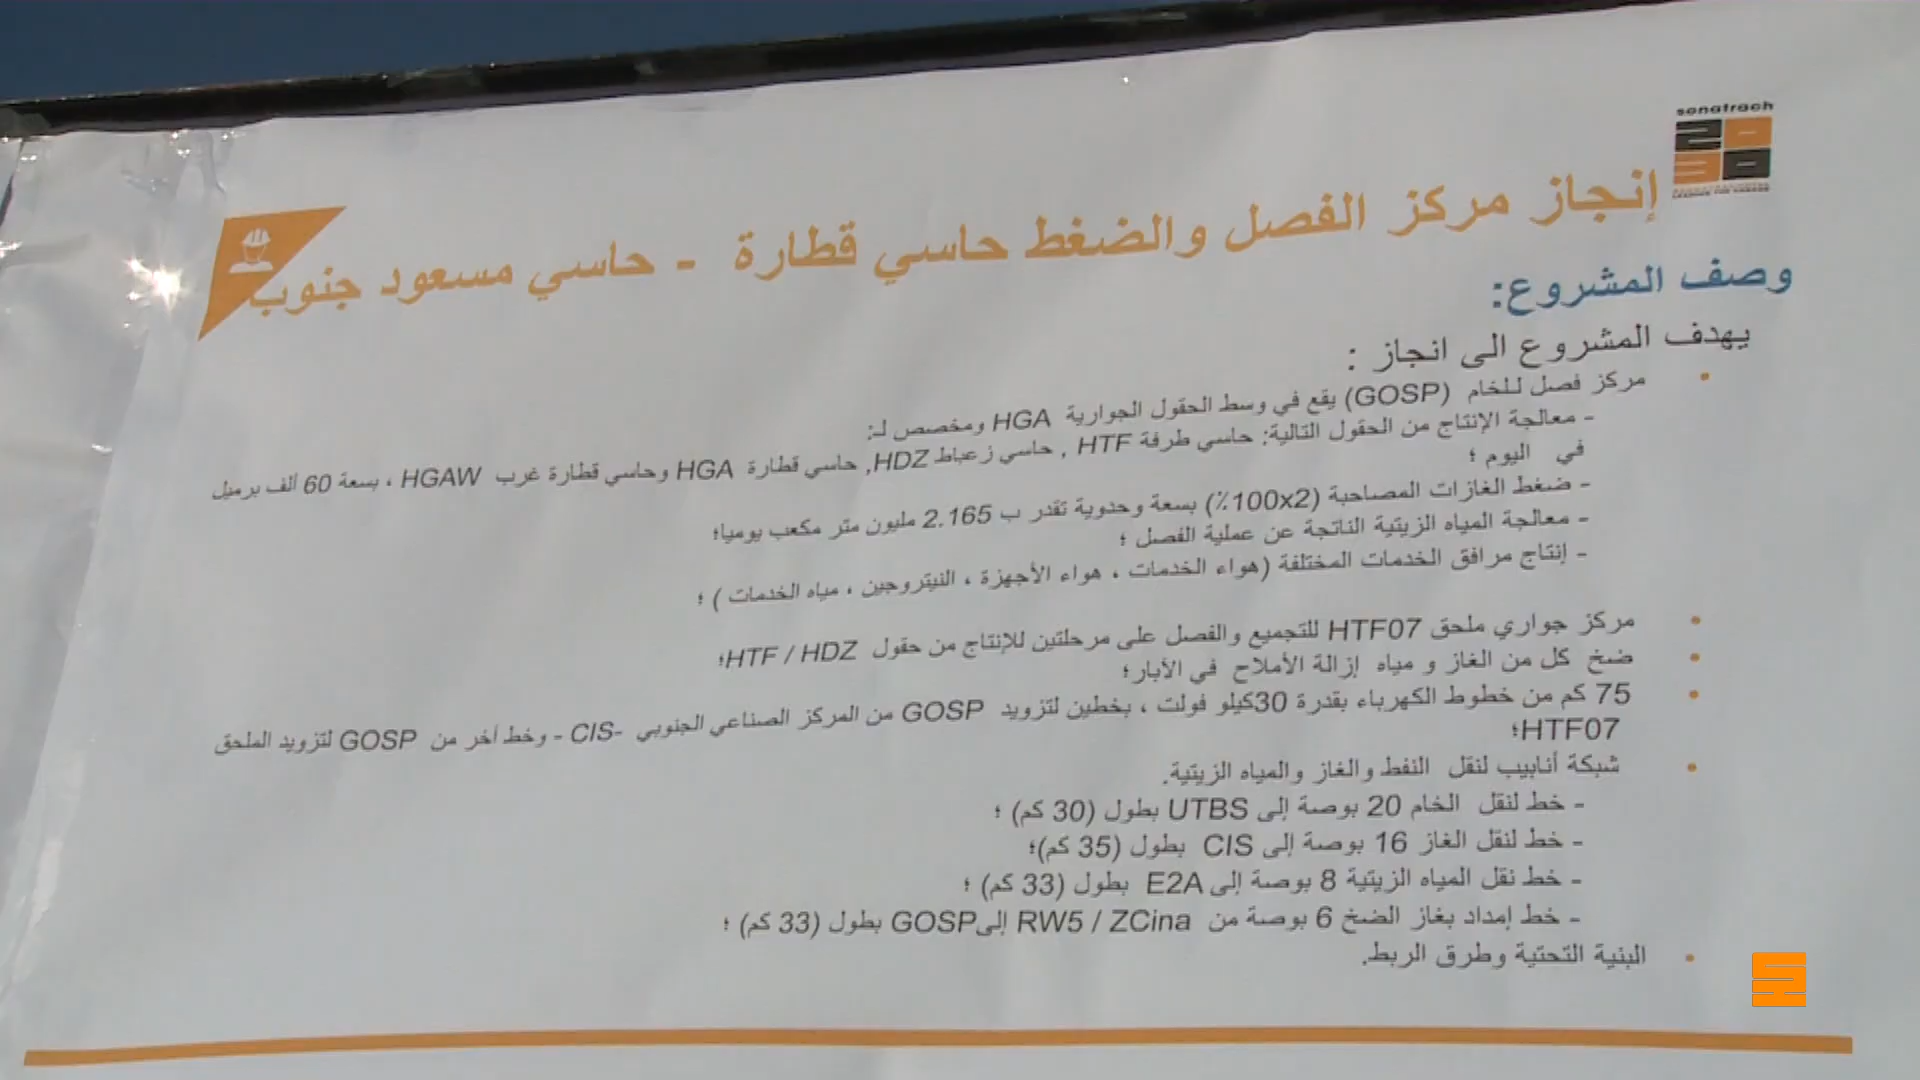 sonatrach
2030
إنجاز مركز الفصل والضغط حاسي قطارة - حاسي مسعود جنوب
وصف المشروع:
يهدف المشروع الى انجاز :
• مركز فصل للخام (GOSP) يقع في وسط الحقول الجوارية HGA ومخصص لـ:
- معالجة الإنتاج من الحقول التالية: حاسي طرفة HTF , حاسي زعباط HDZ, حاسي قطارة HGA وحاسي قطارة غرب HGAW ، بسعة 60 ألف برميل
في اليوم ؛
- ضغط الغازات المصاحبة (100x2٪) بسعة وحدوية تقدر ب 2.165 مليون متر مكعب يوميا؛
- معالجة المياه الزيتية الناتجة عن عملية الفصل ؛
- إنتاج مرافق الخدمات المختلفة (هواء الخدمات ، هواء الأجهزة ، النيتروجين ، مياه الخدمات ) ؛
• مركز جواري ملحق HTF07 للتجميع والفصل على مرحلتين للإنتاج من حقول HTF / HDZ؛
• ضخ كل من الغاز و مياه إزالة الأملاح في الآبار؛
• 75 كم من خطوط الكهرباء بقدرة 30كيلو فولت ، بخطين لتزويد GOSP من المركز الصناعي الجنوبي -CIS - وخط أخر من GOSP لتزويد الملحق
HTF07؛
• شبكة أنابيب لنقل النفط والغاز والمياه الزيتية.
- خط لنقل الخام 20 بوصة إلى UTBS بطول (30 كم) ؛
- خط لنقل الغاز 16 بوصة إلى CIS بطول (35 كم)؛
- خط نقل المياه الزيتية 8 بوصة إلى E2A بطول (33 كم) ؛
- خط إمداد بغاز الضخ 6 بوصة من RW5 / ZCina إلىGOSP بطول (33 كم) ؛
• البنية التحتية وطرق الربط.